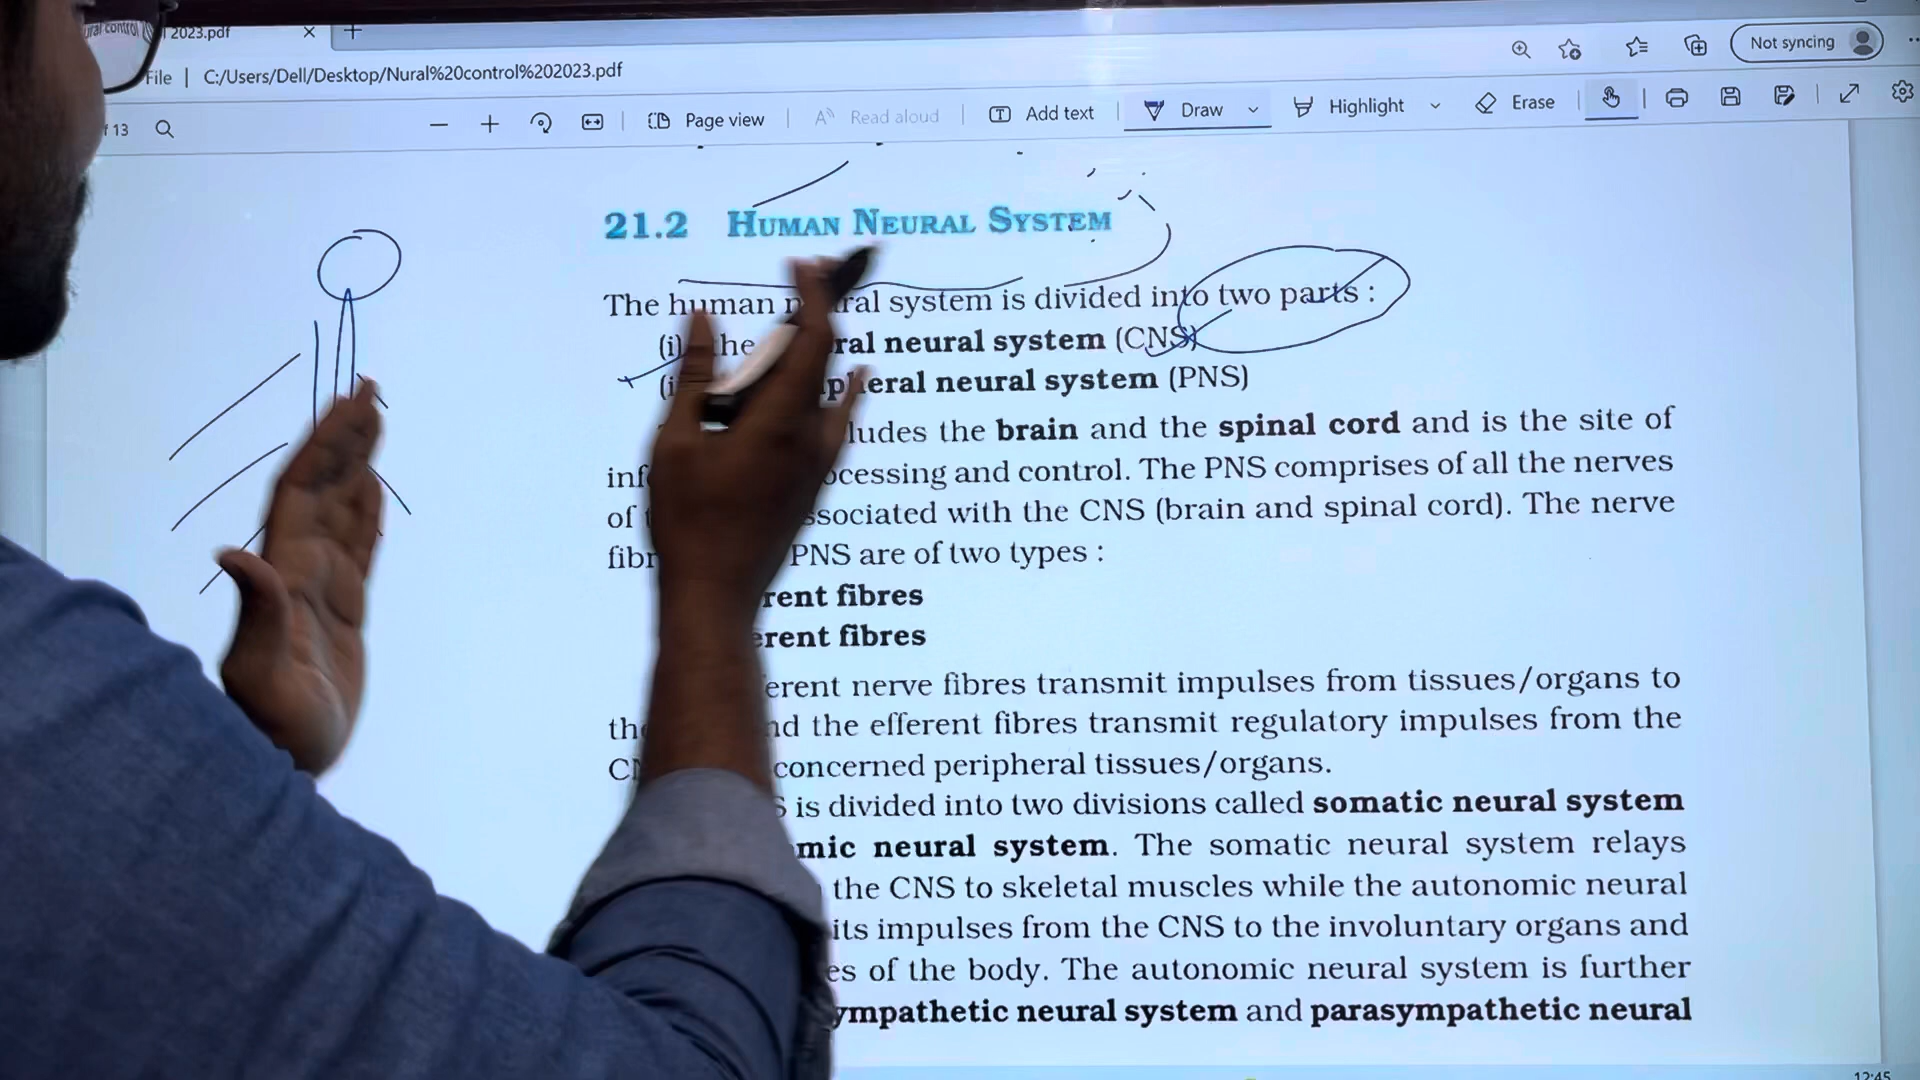 ural control
2023.pdf
File | C:/Users/Dell/Desktop/Nural%20control%202023.pdf
Not syncing
13
Page view
Read aloud
Add text
Draw
Highlight
Erase
21.2 HUMAN NEURAL SYSTEM
The human ral system is divided into two parts :
(i) the ral neural system (CNS)
(i pheral neural system (PNS)
ludes the brain and the spinal cord and is the site of
inf ocessing and control. The PNS comprises of all the nerves
of t ssociated with the CNS (brain and spinal cord). The nerve
fibr PNS are of two types :
rent fibres
erent fibres
erent nerve fibres transmit impulses from tissues/organs to
the nd the efferent fibres transmit regulatory impulses from the
CN concerned peripheral tissues/organs.
S is divided into two divisions called somatic neural system
mic neural system. The somatic neural system relays
the CNS to skeletal muscles while the autonomic neural
its impulses from the CNS to the involuntary organs and
es of the body. The autonomic neural system is further
ympathetic neural system and parasympathetic neural
12:45